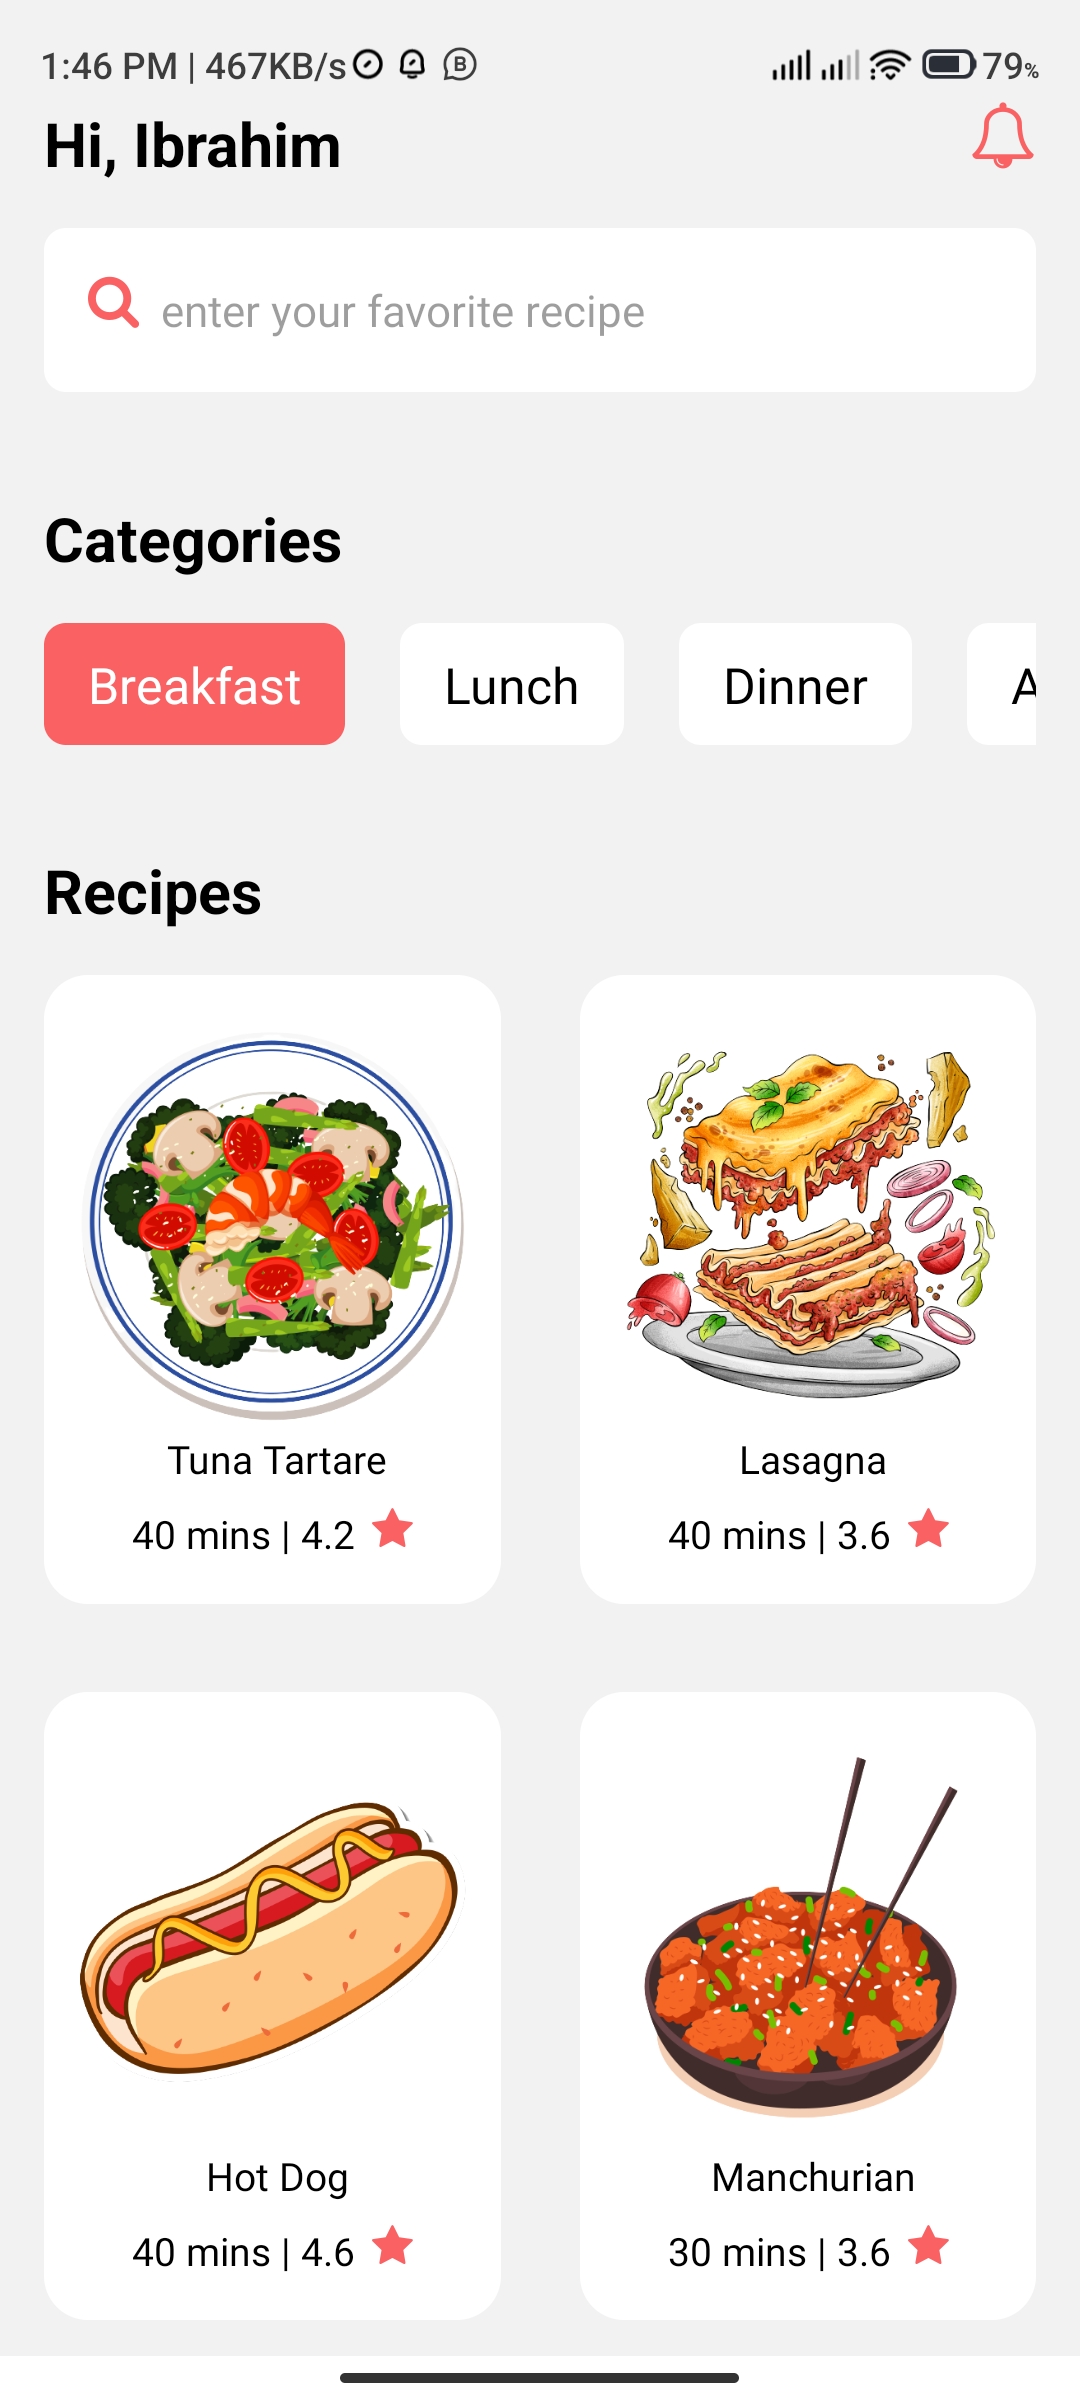 1:46 PM | 467KB/s B 79%
Hi, Ibrahim
enter your favorite recipe
Categories
Breakfast Lunch Dinner A
Recipes
Tuna Tartare Lasagna
40 mins | 4.2 40 mins | 3.6
Hot Dog Manchurian
40 mins | 4.6 30 mins | 3.6